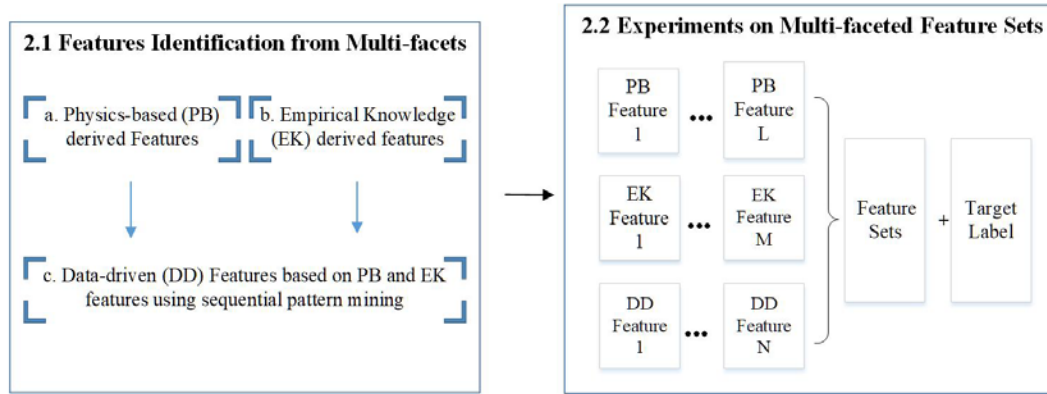 2.1 Features Identification from Multi-facets
a. Physics-based (PB)
derived Features
b. Empirical Knowledge
(EK) derived features
c. Data-driven (DD) Features based on PB and EK
features using sequential pattern mining
2.2 Experiments on Multi-faceted Feature Sets
PB
Feature
1
•••
PB
Feature
L
EK
Feature
1
•••
EK
Feature
M
DD
Feature
1
•••
DD
Feature
N
Feature
Sets
+
Target
Label